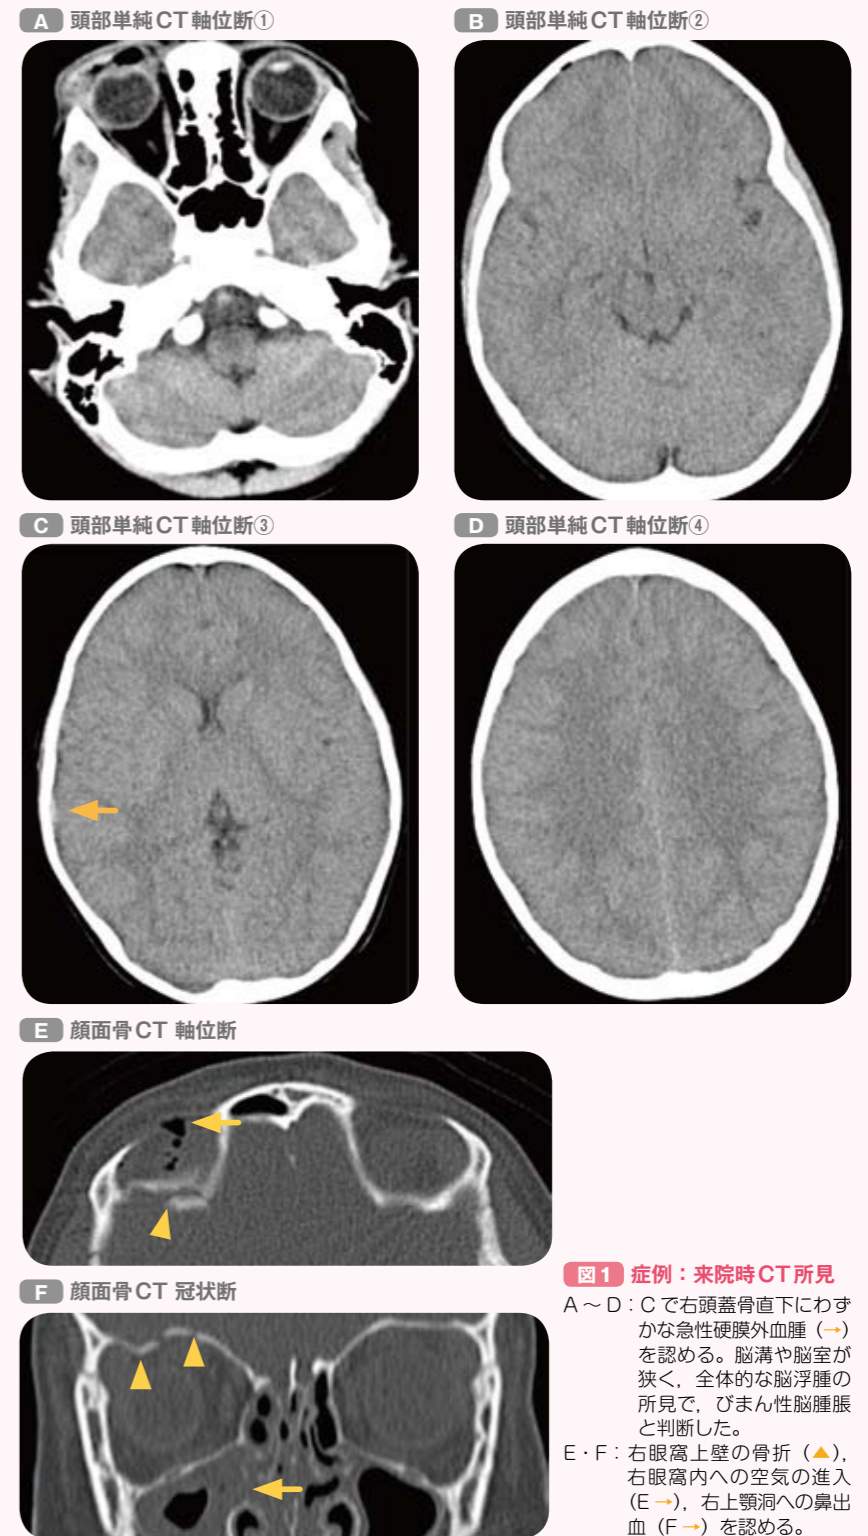 A 頭部単純CT軸位断①
B 頭部単純CT軸位断②
C 頭部単純CT軸位断③
D 頭部単純CT軸位断④
E 顔面骨CT 軸位断
F 顔面骨CT 冠状断
図1 症例：来院時CT所見
A～D：Cで右頭蓋骨直下にわず
かな急性硬膜外血腫（→）
を認める。脳溝や脳室が
狭く，全体的な脳浮腫の
所見で，びまん性脳腫脹
と判断した。
E・F：右眼窩上壁の骨折（▲），
右眼窩内への空気の進入
（E→），右上顎洞への鼻出
血（F→）を認める。